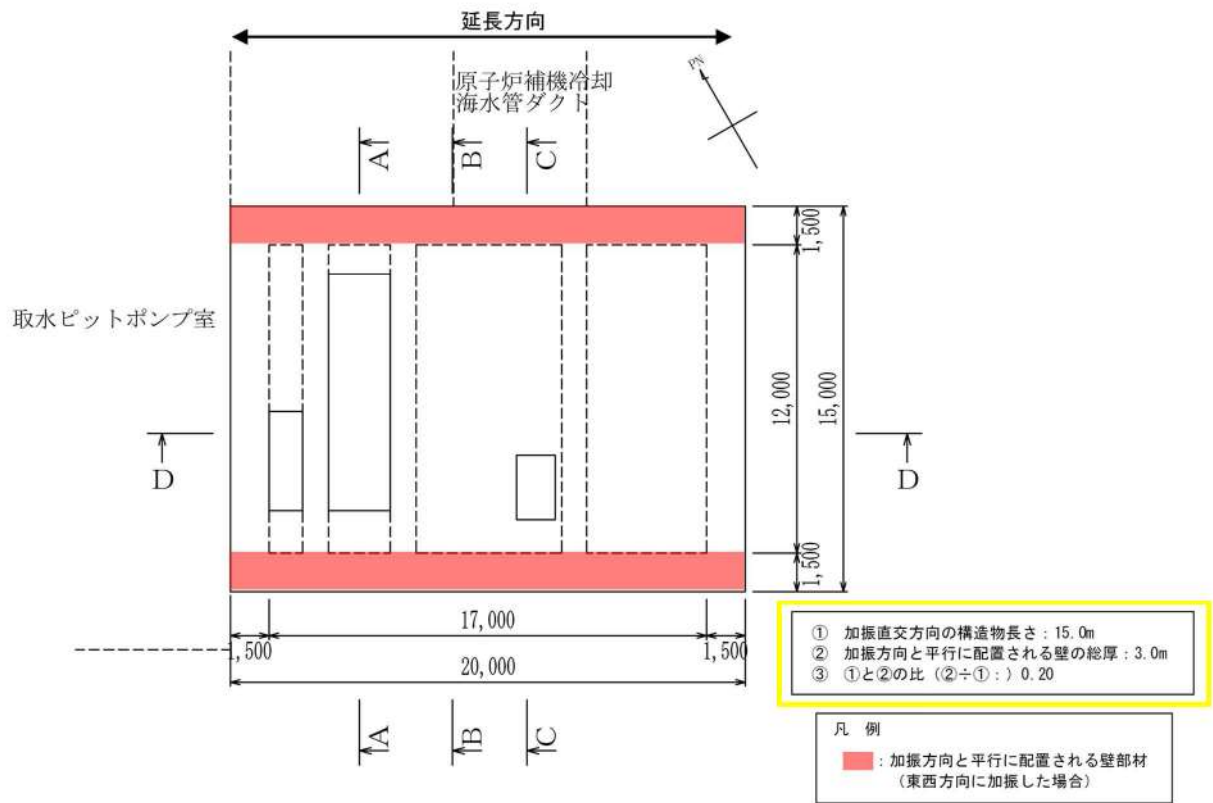 延長方向
原子炉補機冷却
海水管ダクト
PN
A
B
C
1,500
取水ピットポンプ室
12,000
15,000
D
D
1,500
17,000
1,500
1,500
20,000
① 加振直交方向の構造物長さ：15.0m
② 加振方向と平行に配置される壁の総厚：3.0m
③ ①と②の比（②÷①：）0.20
A
B
C
凡 例
：加振方向と平行に配置される壁部材
（東西方向に加振した場合）